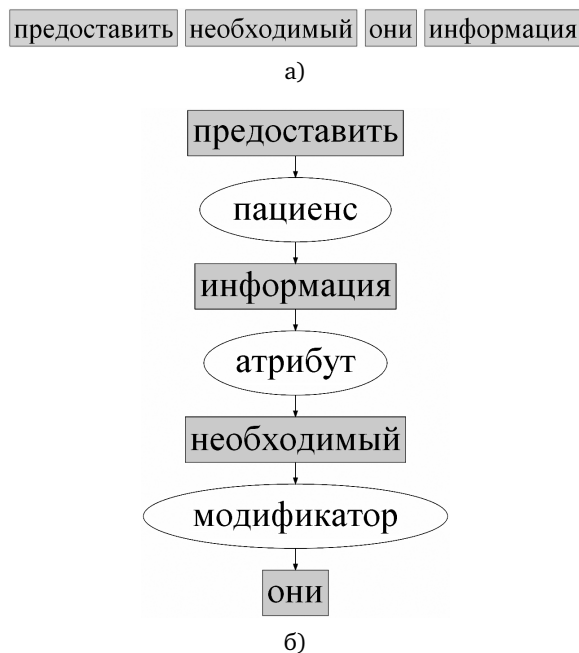 предоставить необходимый они информация
а)
предоставить
пациенс
информация
атрибут
необходимый
модификатор
они
б)